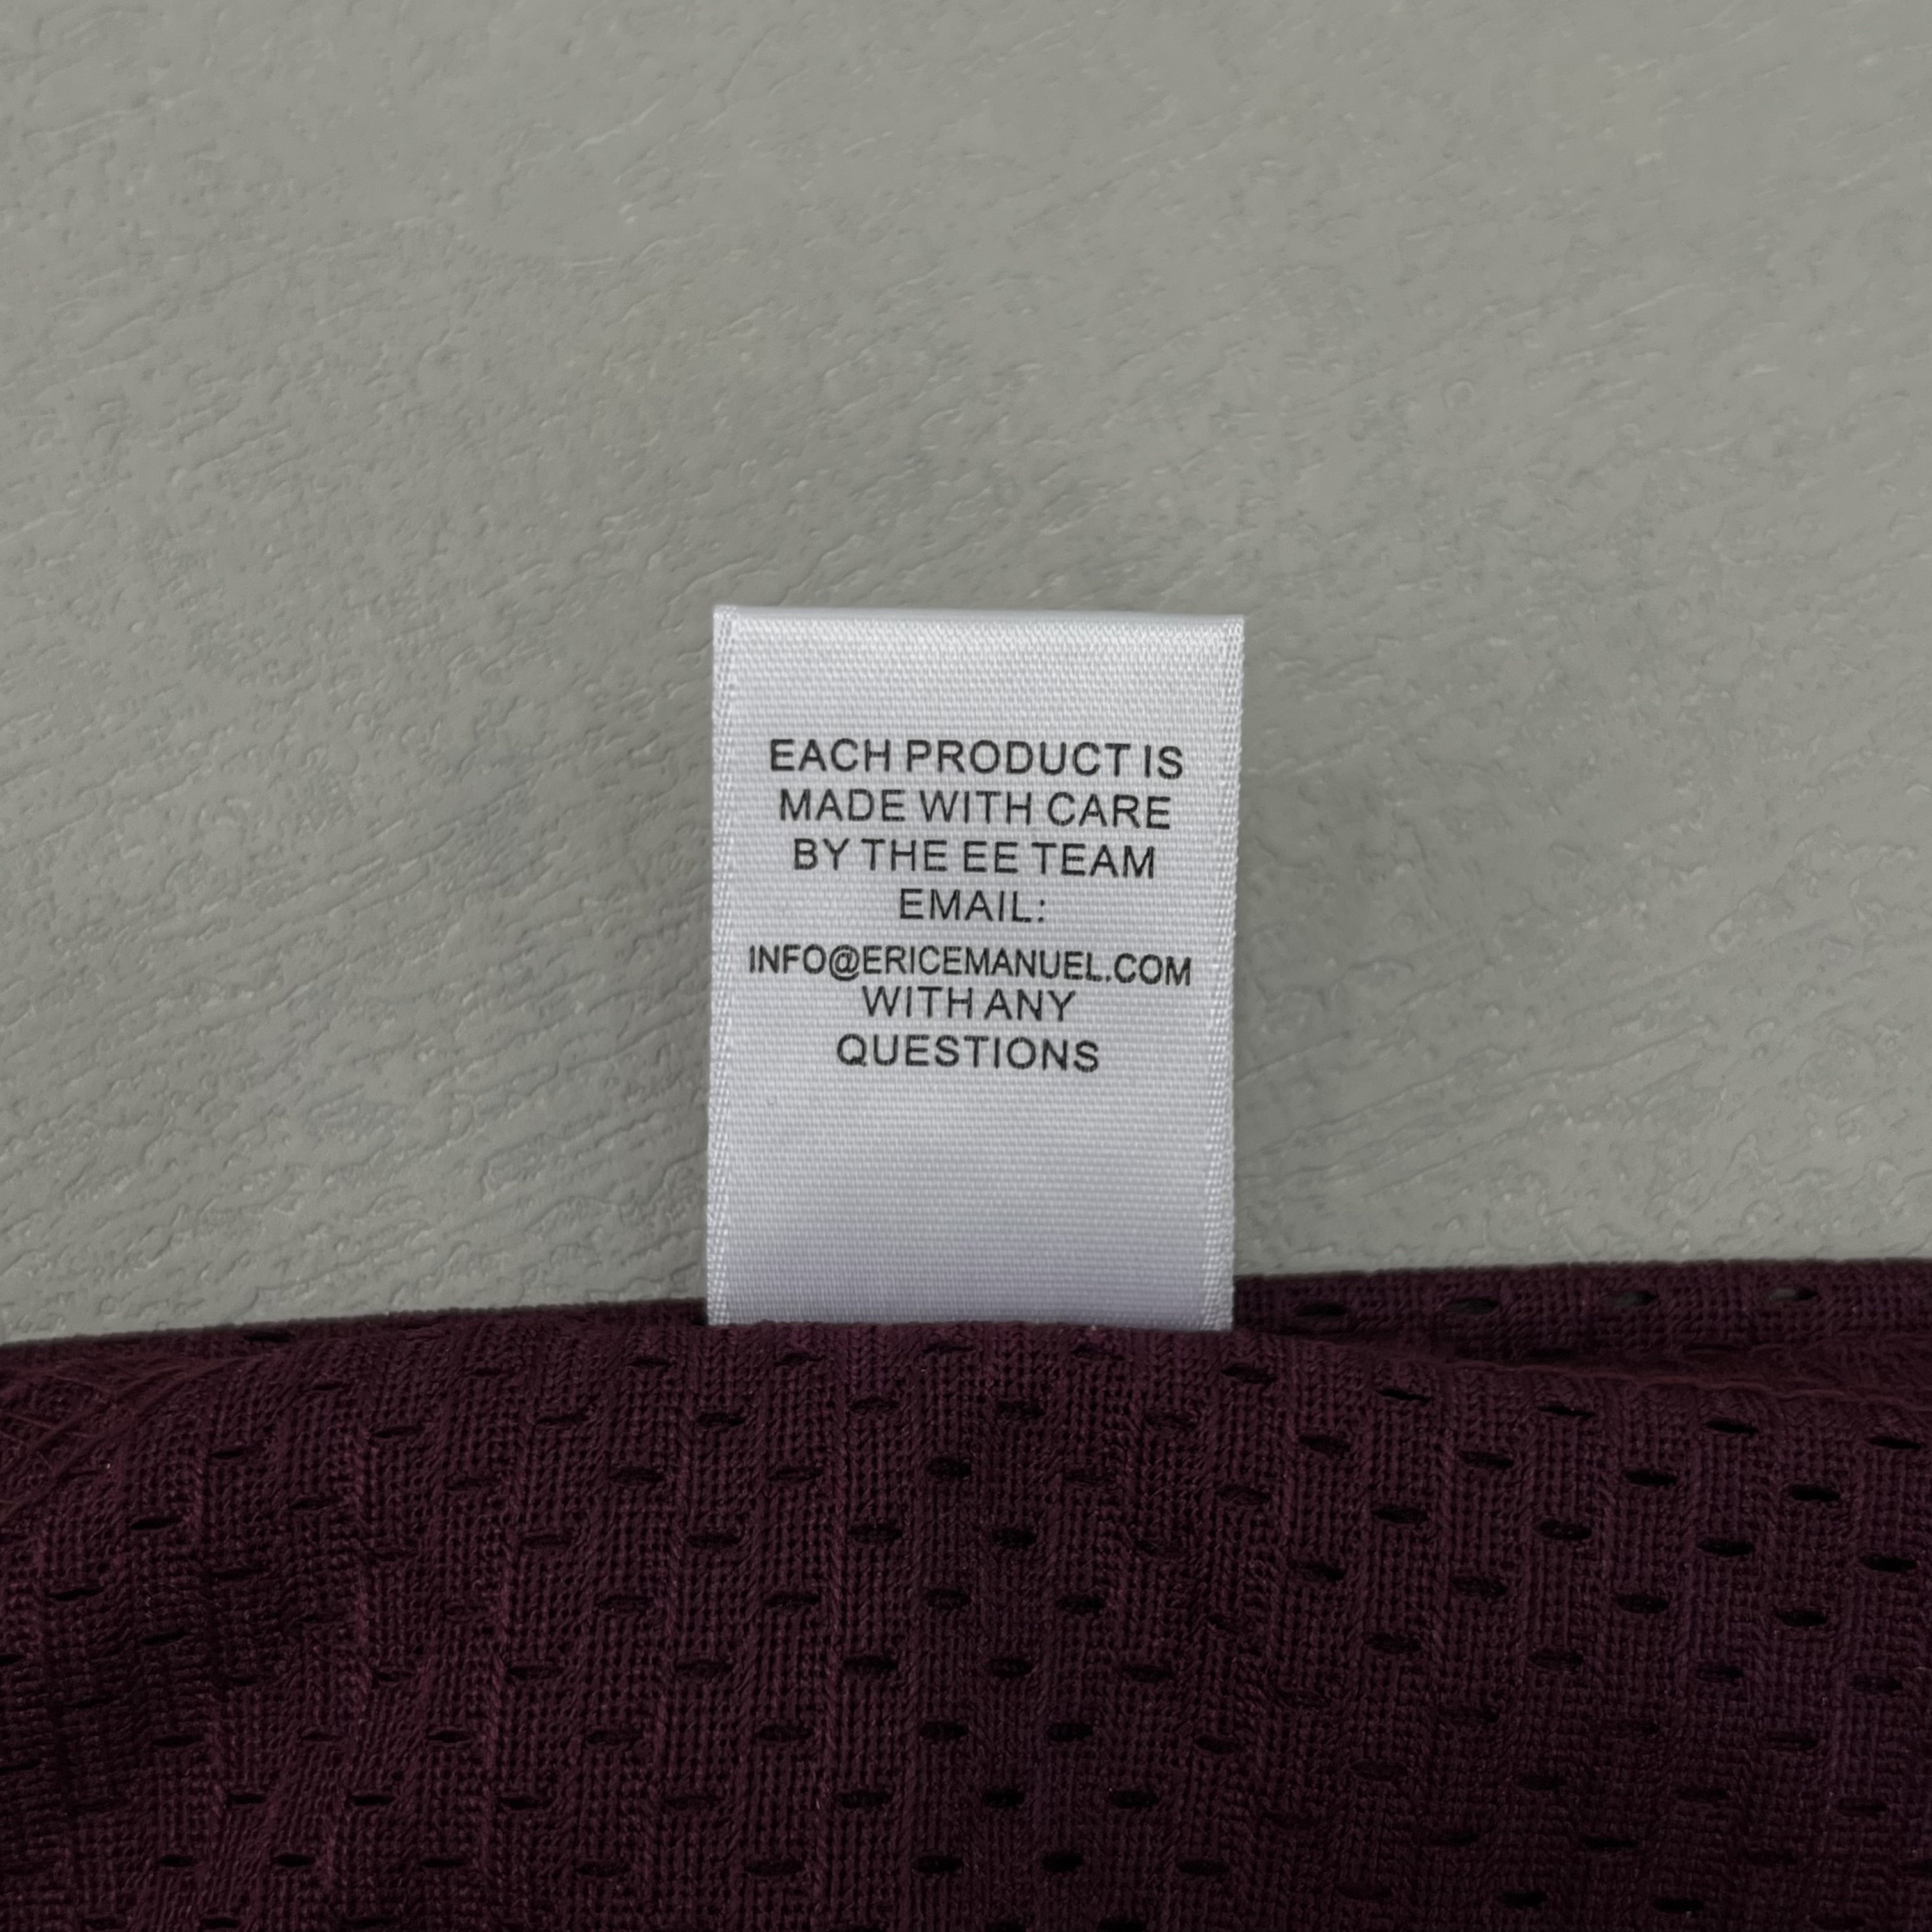 EACH PRODUCT IS
MADE WITH CARE
BY THE EE TEAM
EMAIL:
INFO@ERICEMANUEL.COM
WITH ANY
QUESTIONS